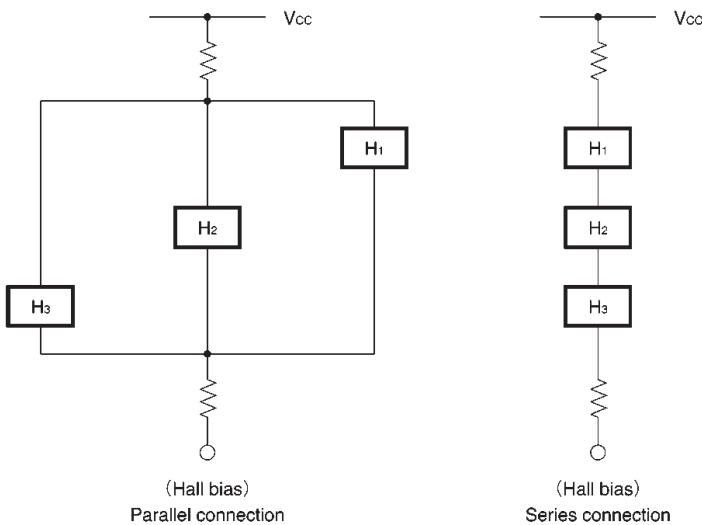 Vcc
Vcc
H1
H1
H2
H2
H3
H3
(Hall bias)
Parallel connection
(Hall bias)
Series connection